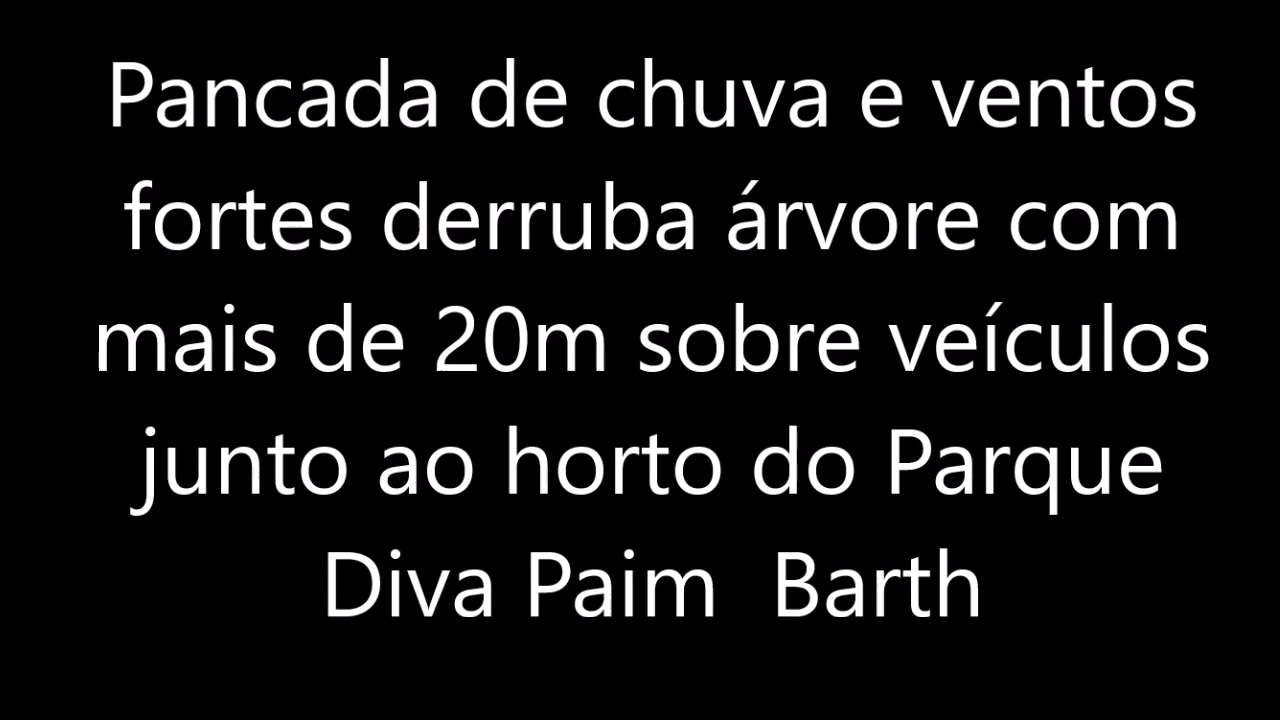 Pancada de chuva e ventos
fortes derruba árvore com
mais de 20m sobre veículos
junto ao horto do Parque
Diva Paim  Barth